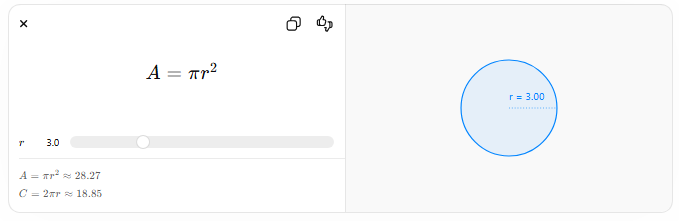 A = πr²
r 3.0
A = πr² ≈ 28.27
C = 2πr ≈ 18.85
r = 3.00